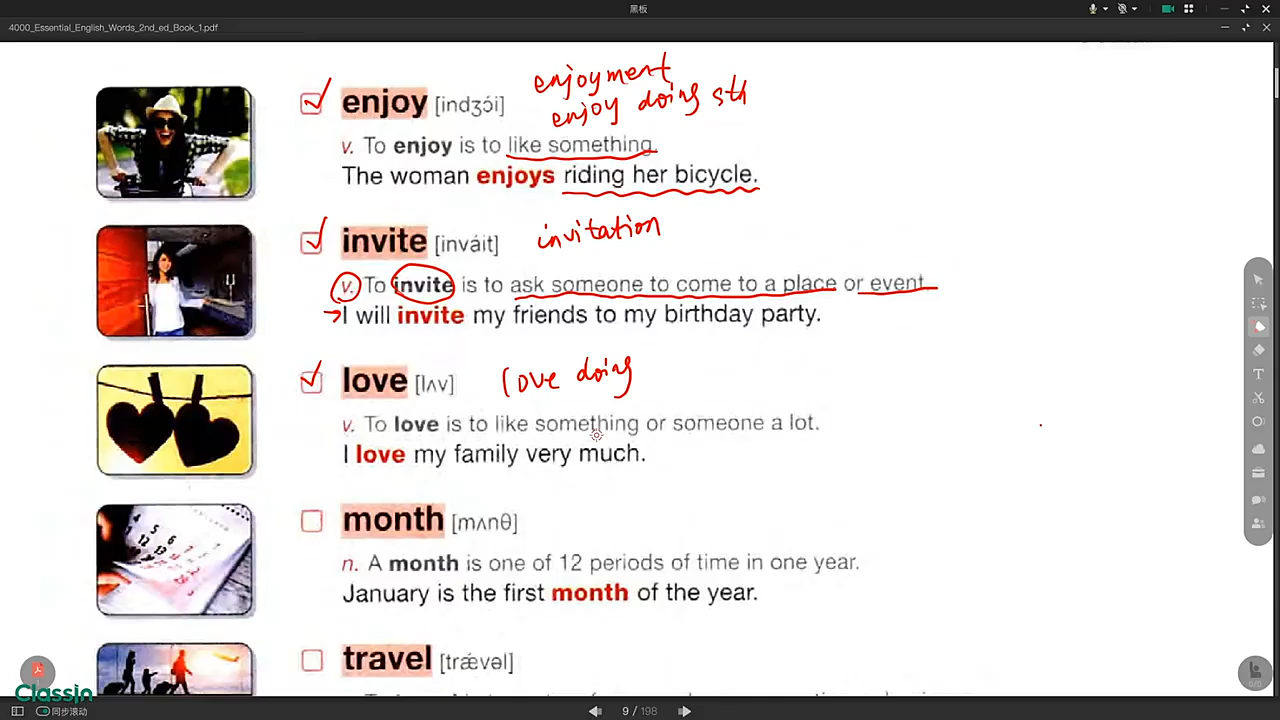 黑板
4000_Essential_English_Words_2nd_ed_Book_1.pdf
enjoyment
enjoy [indʒɔ́i]
enjoy doing sth
v. To enjoy is to like something.
The woman enjoys riding her bicycle.
invite [inváit]
invitation
v. To invite is to ask someone to come to a place or event.
→ I will invite my friends to my birthday party.
love [lʌv]
love doing
v. To love is to like something or someone a lot.
I love my family very much.
month [mʌnθ]
n. A month is one of 12 periods of time in one year.
January is the first month of the year.
travel [trǽvəl]
ClassIn
同步滚动
9 / 198
0/0